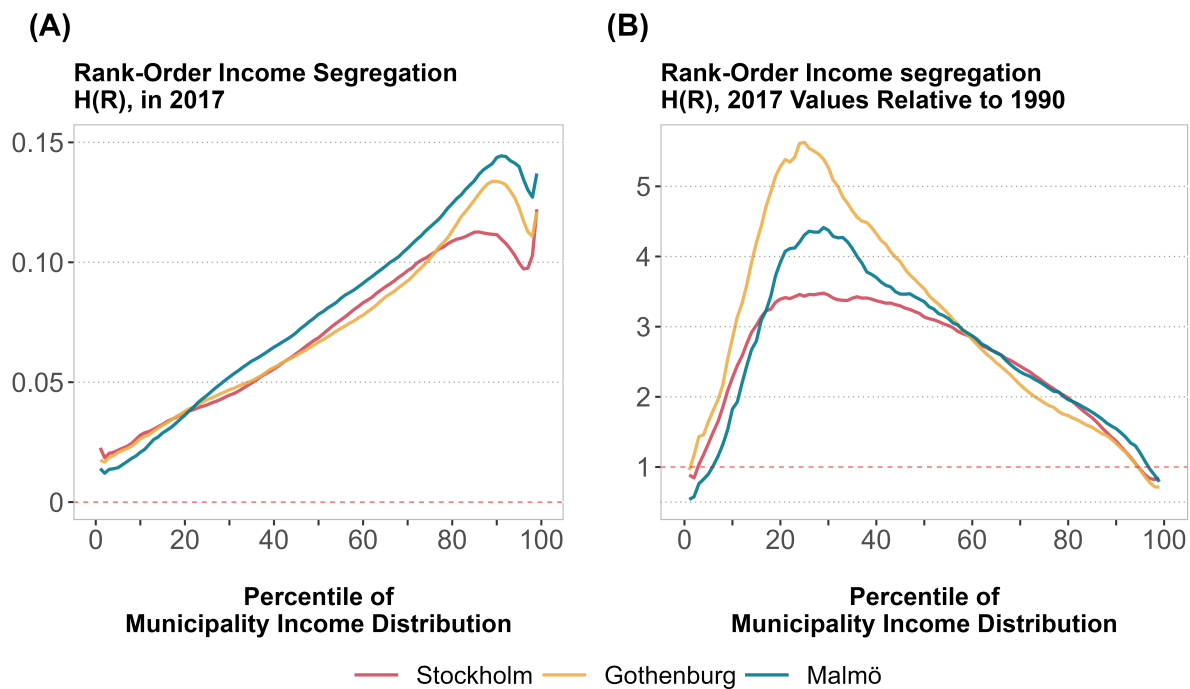 (A)
Rank-Order Income Segregation
H(R), in 2017
0.15
0.10
0.05
0
0 20 40 60 80 100
Percentile of
Municipality Income Distribution
(B)
Rank-Order Income segregation
H(R), 2017 Values Relative to 1990
5
4
3
2
1
0 20 40 60 80 100
Percentile of
Municipality Income Distribution
Stockholm Gothenburg Malmö